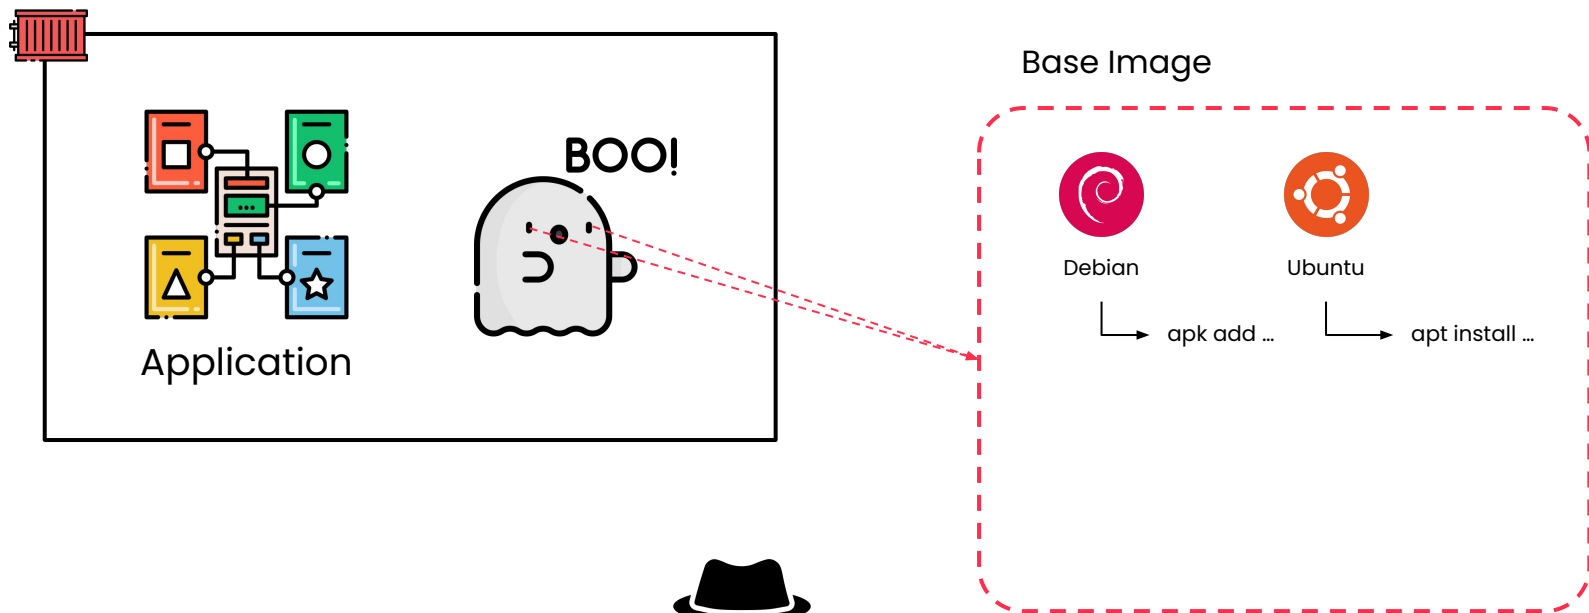 Base Image
BOO!
Application
Debian
Ubuntu
apk add ...
apt install ...